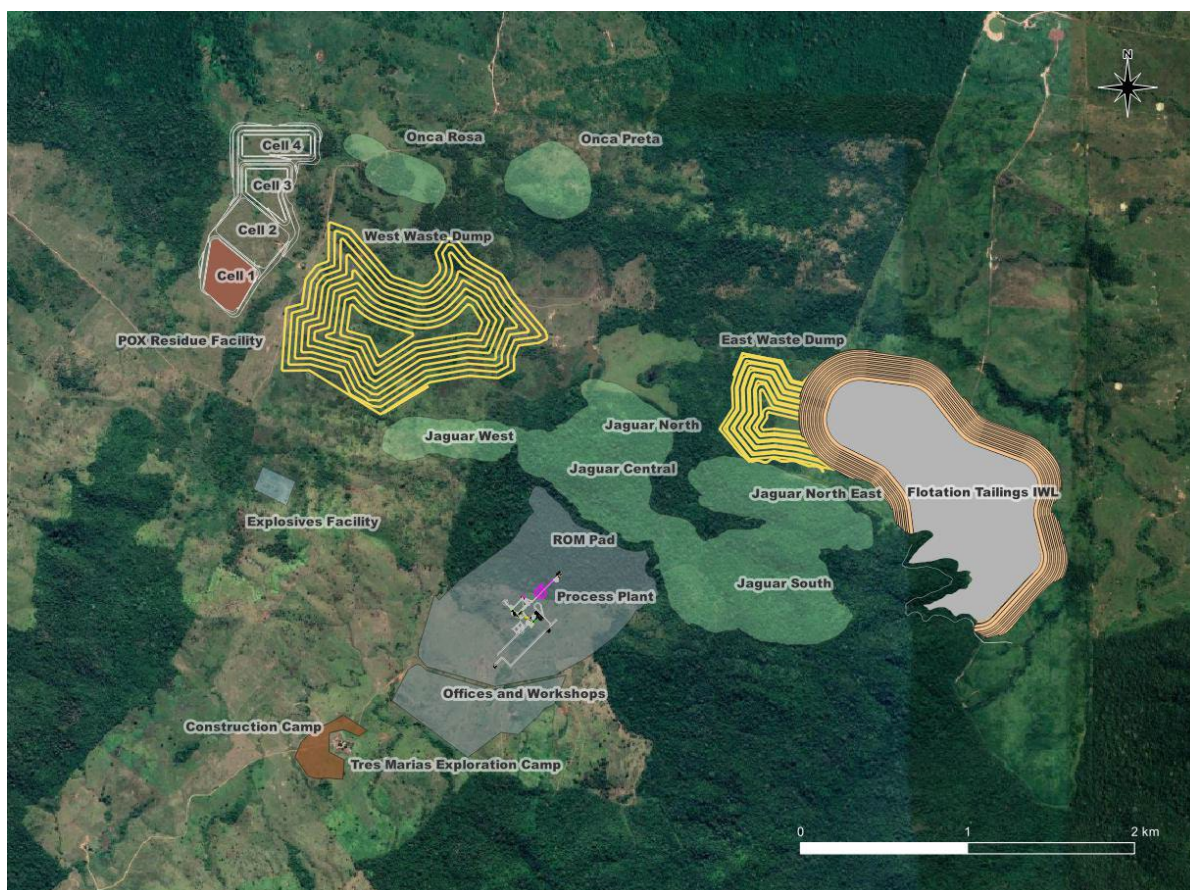 N
Onca Rosa
Onca Preta
Cell 4
Cell 3
Cell 2
Cell 1
West Waste Dump
POX Residue Facility
East Waste Dump
Jaguar West
Jaguar North
Jaguar Central
Jaguar North East
Flotation Tailings IWL
Explosives Facility
ROM Pad
Jaguar South
Process Plant
Offices and Workshops
Construction Camp
Tres Marias Exploration Camp
0 1 2 km